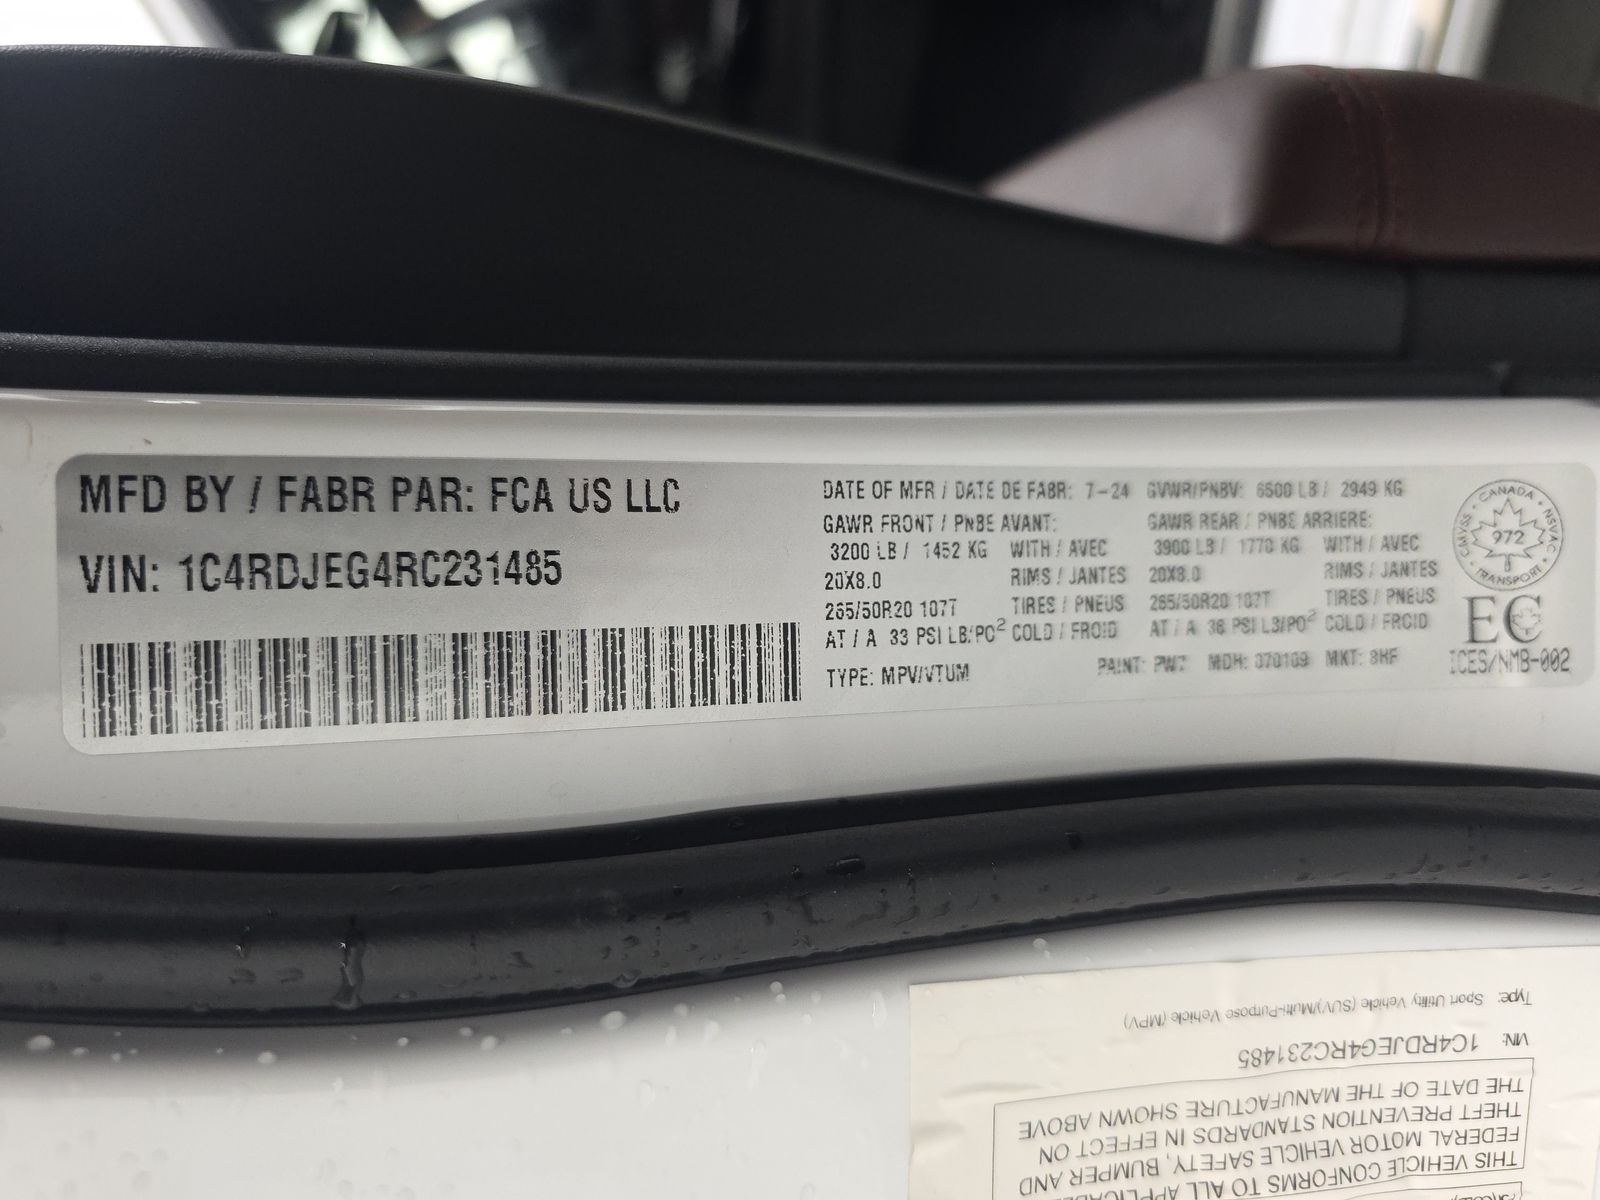 MFD BY / FABR PAR: FCA US LLC
VIN: 1C4RDJEG4RC231485
DATE OF MFR / DATE DE FABR: 7-24 GVWR/PNBV: 6500 LB / 2949 KG
GAWR FRONT / PNBE AVANT: GAWR REAR / PNBE ARRIERE:
3200 LB / 1452 KG WITH / AVEC 3900 LB / 1770 KG WITH / AVEC
20X8.0 RIMS / JANTES 20X8.0 RIMS / JANTES
265/50R20 107T TIRES / PNEUS 265/50R20 107T TIRES / PNEUS
AT / A 33 PSI LB/PO² COLD / FROID AT / A 36 PSI LB/PO² COLD / FROID
TYPE: MPV/VTUM PAINT: PW7 MDH: MKT:
CANADA
CMVSS 972 NSVAC
TRANSPORT
EC
ICES/NMB-002
THIS VEHICLE CONFORMS TO ALL
FEDERAL MOTOR VEHICLE SAFETY, BUMPER AND
THEFT PREVENTION STANDARDS IN EFFECT ON
THE DATE OF THE MANUFACTURE SHOWN ABOVE
VIN: 1C4RDJEG4RC231485
Type: Sport Utility Vehicle (SUV)/Multi-Purpose Vehicle (MPV)